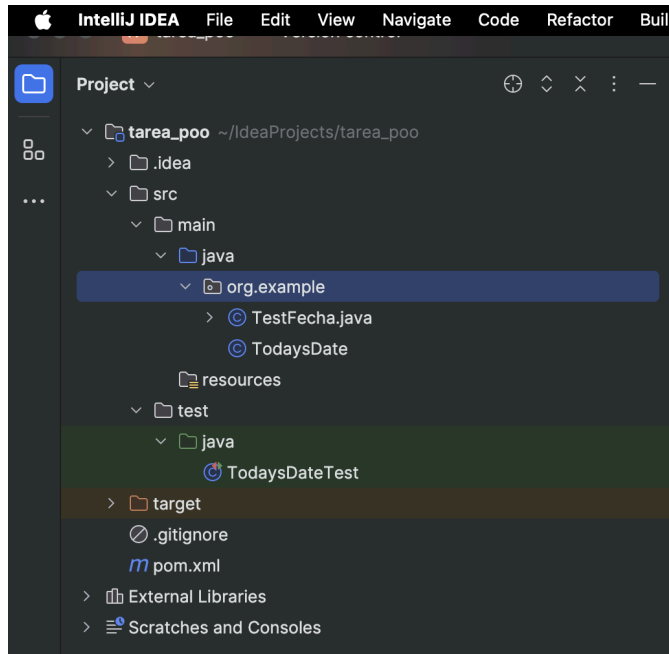 IntelliJ IDEA File Edit View Navigate Code Refactor Buil
Project
tarea_poo ~/IdeaProjects/tarea_poo
.idea
src
main
java
org.example
TestFecha.java
TodaysDate
resources
test
java
TodaysDateTest
target
.gitignore
m pom.xml
External Libraries
Scratches and Consoles